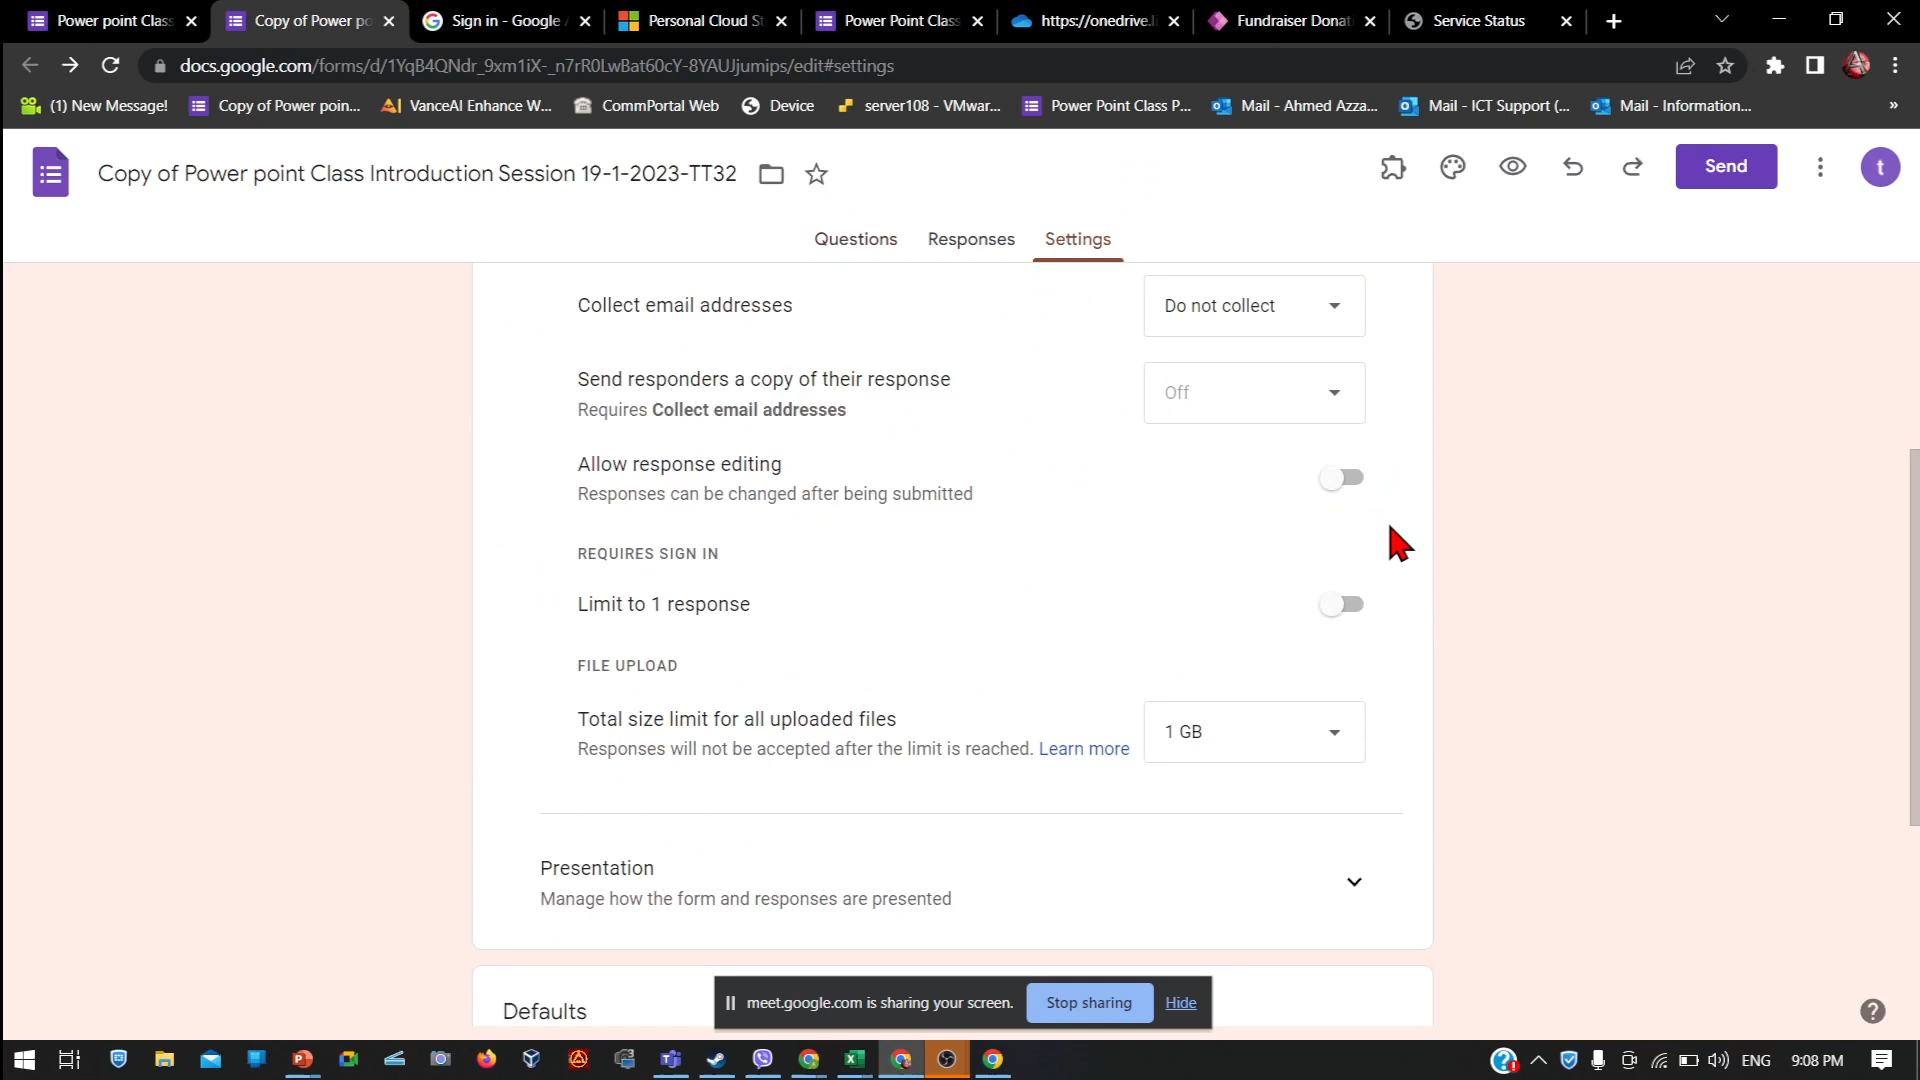 Power point Class
Copy of Power po
Sign in - Google A
Personal Cloud St
Power Point Class
https://onedrive.li
Fundraiser Donat
Service Status
docs.google.com/forms/d/1YqB4QNdr_9xm1iX-_n7rR0LwBat60cY-8YAUJjumips/edit#settings
(1) New Message!
Copy of Power poin...
VanceAI Enhance W...
CommPortal Web
Device
server108 - VMwar...
Power Point Class P...
Mail - Ahmed Azza...
Mail - ICT Support (...
Mail - Information...
»
Copy of Power point Class Introduction Session 19-1-2023-TT32
Send
t
Questions
Responses
Settings
Collect email addresses
Do not collect
Send responders a copy of their response
Requires Collect email addresses
Off
Allow response editing
Responses can be changed after being submitted
REQUIRES SIGN IN
Limit to 1 response
FILE UPLOAD
Total size limit for all uploaded files
Responses will not be accepted after the limit is reached. Learn more
1 GB
Presentation
Manage how the form and responses are presented
Defaults
meet.google.com is sharing your screen.
Stop sharing
Hide
ENG
9:08 PM